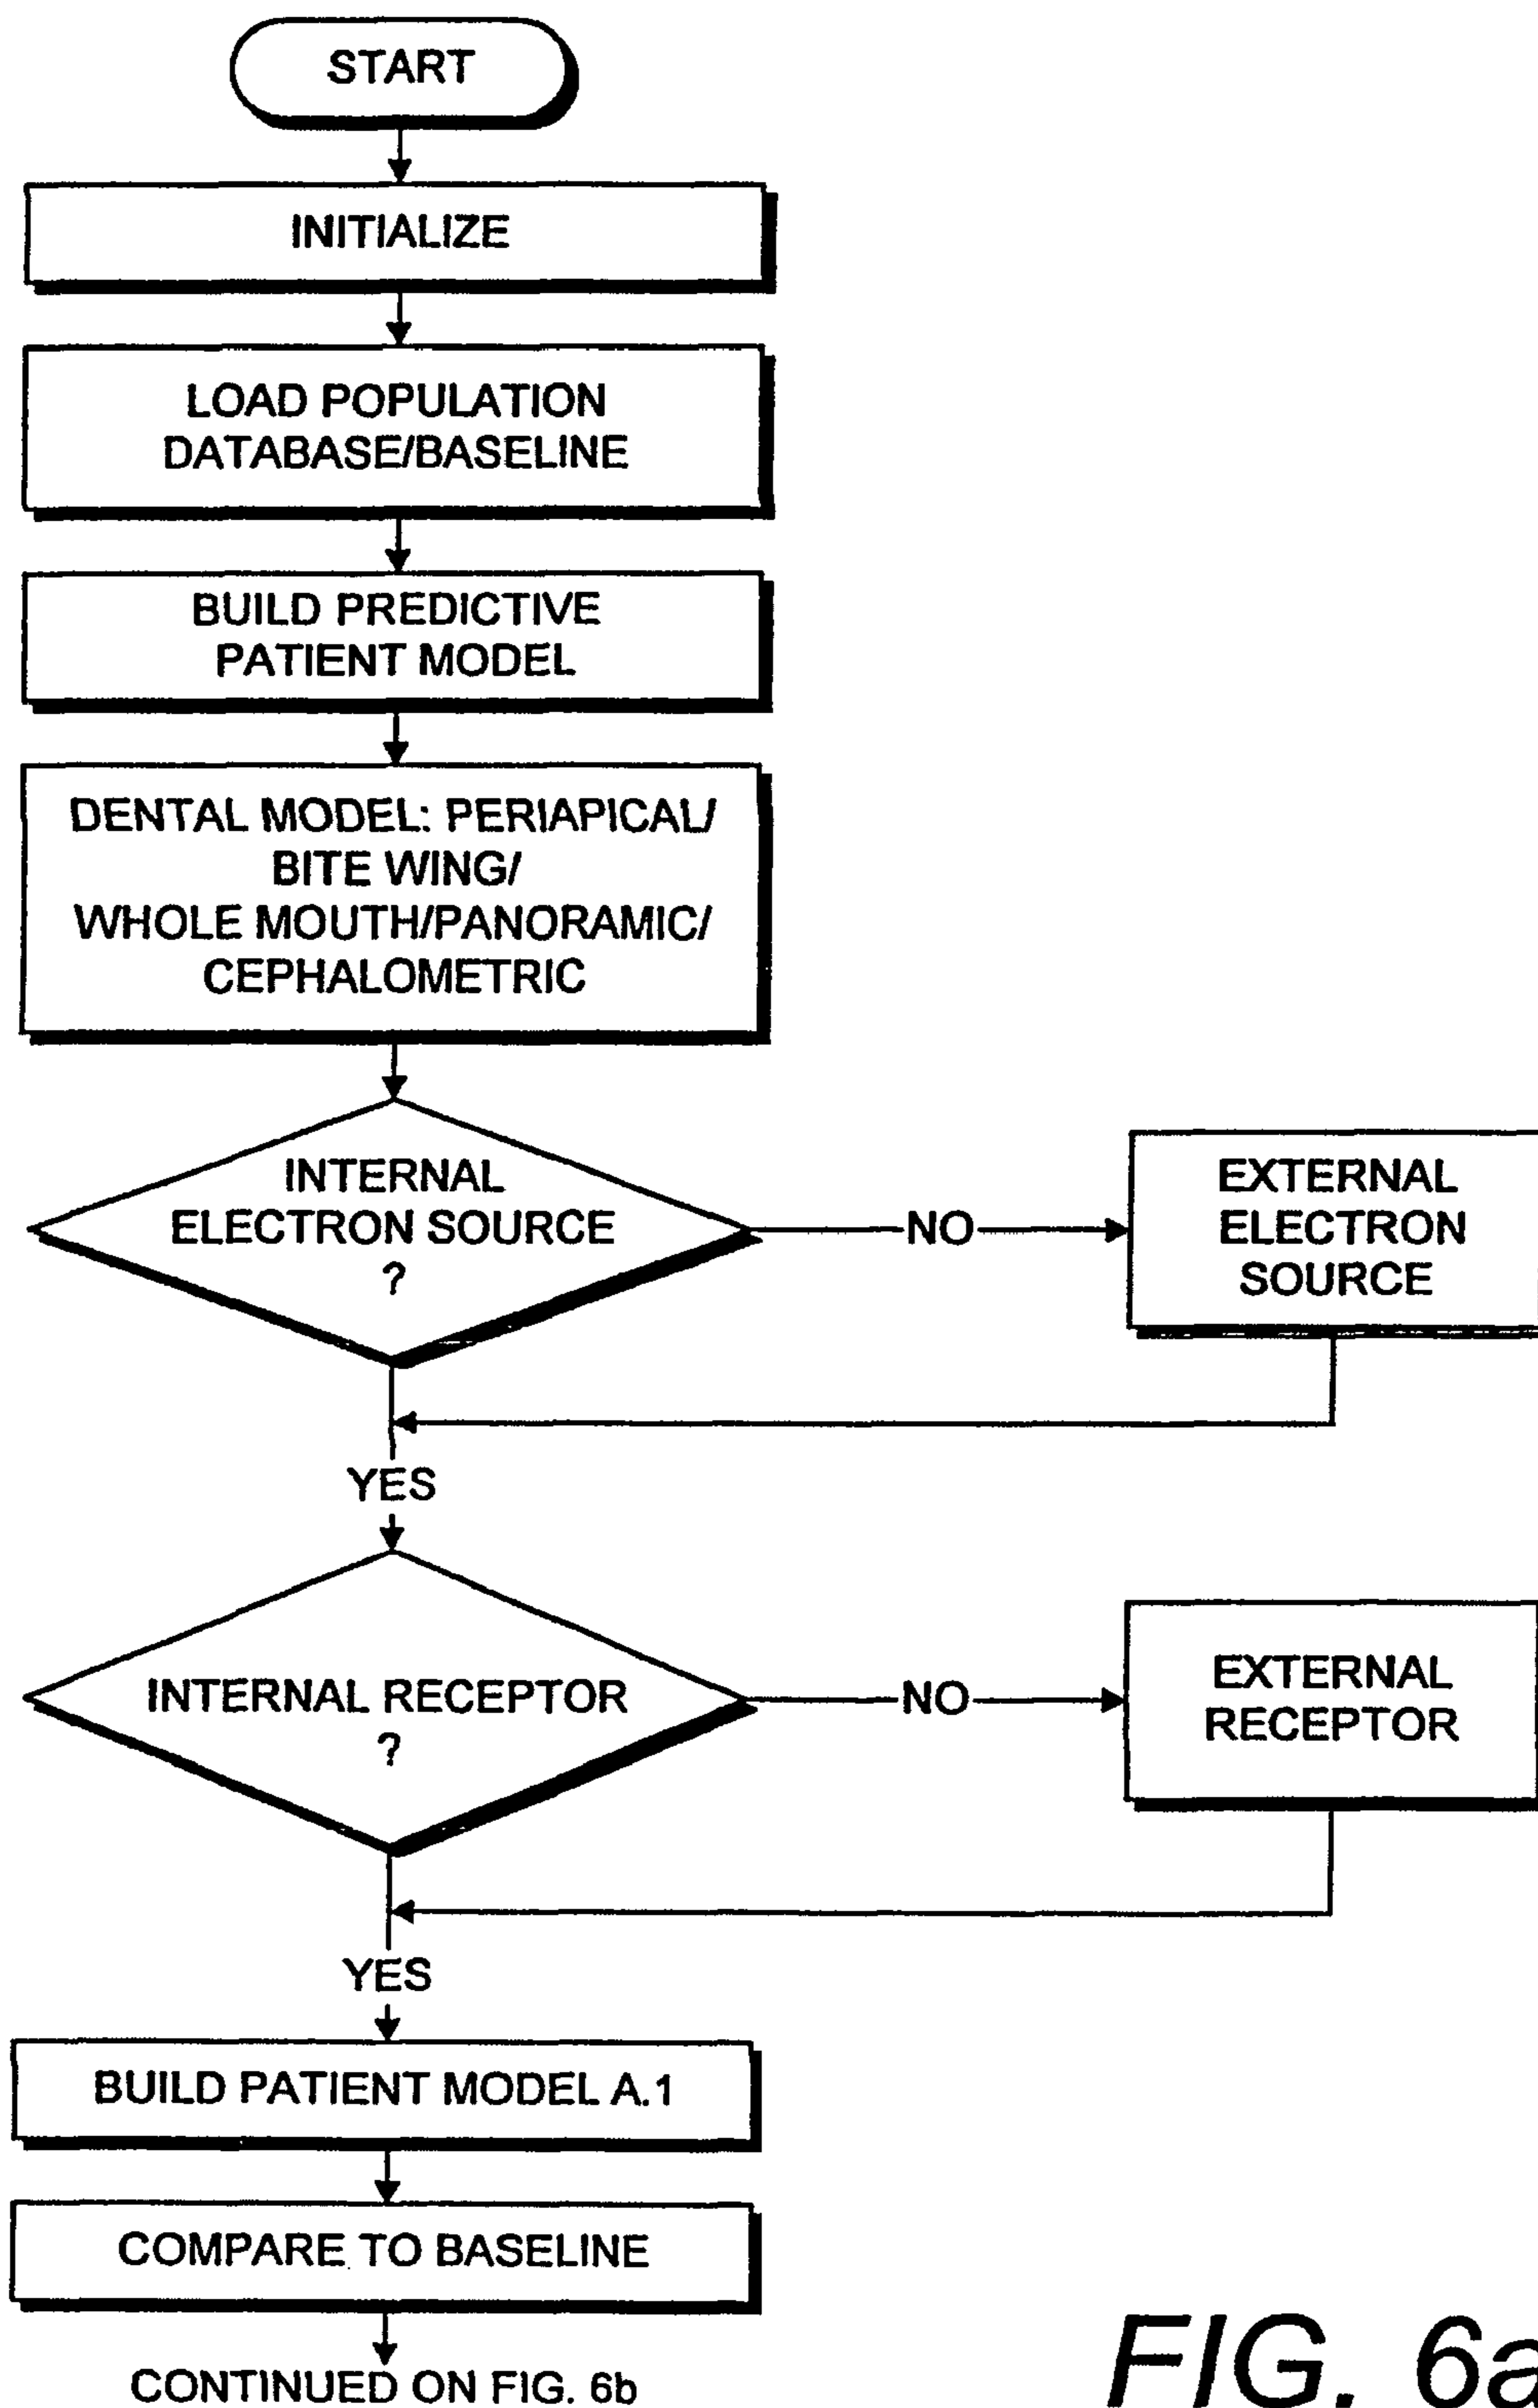 START
INITIALIZE
LOAD POPULATION
DATABASE/BASELINE
BUILD PREDICTIVE
PATIENT MODEL
DENTAL MODEL: PERIAPICAL/
BITE WING/
WHOLE MOUTH/PANORAMIC/
CEPHALOMETRIC
INTERNAL
ELECTRON SOURCE
?
NO
EXTERNAL
ELECTRON
SOURCE
YES
INTERNAL RECEPTOR
?
NO
EXTERNAL
RECEPTOR
YES
BUILD PATIENT MODEL A.1
COMPARE TO BASELINE
CONTINUED ON FIG. 6b
FIG. 6a